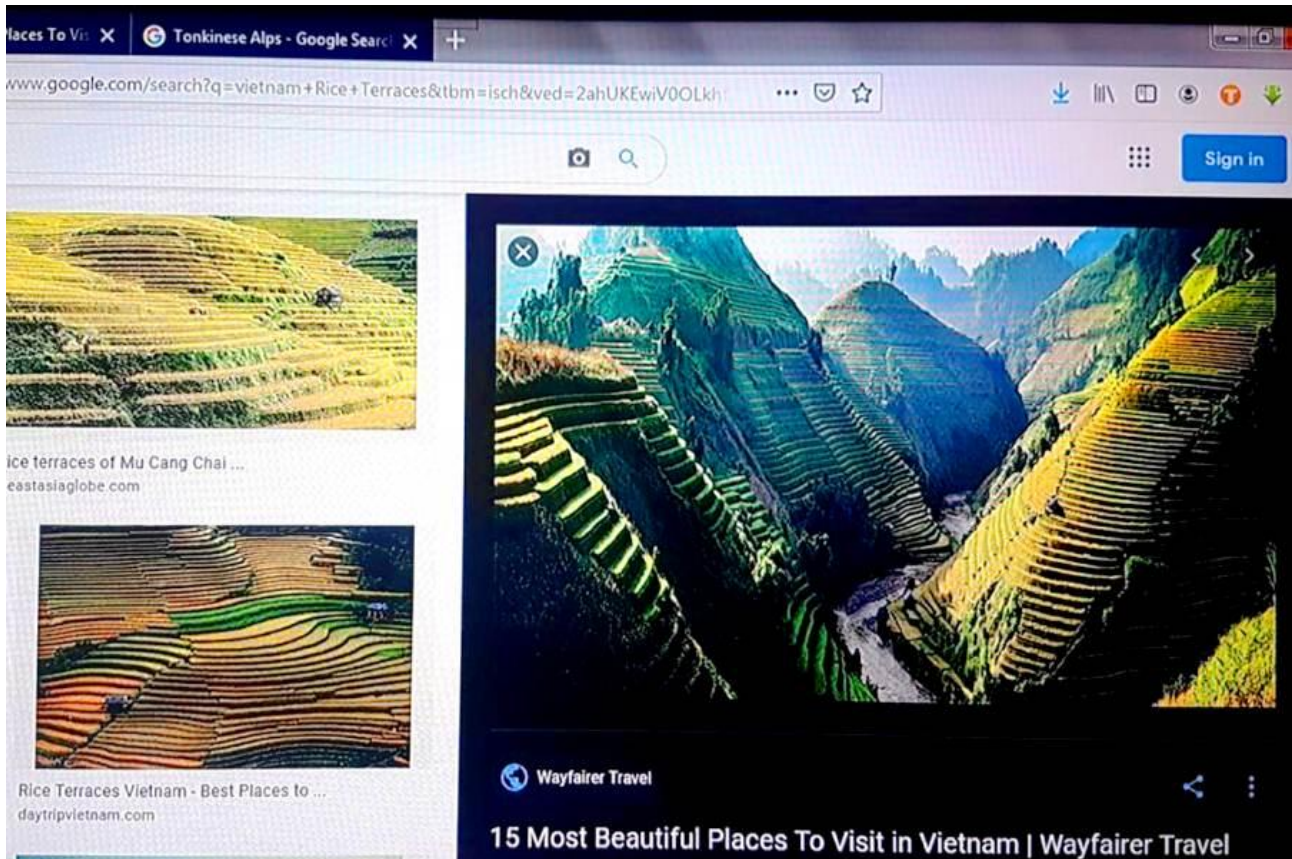 laces To Vis
Tonkinese Alps - Google Searc
www.google.com/search?q=vietnam+Rice+Terraces&tbm=isch&ved=2ahUKEwiV0OLkh
Sign in
ice terraces of Mu Cang Chai ...
eastasiaglobe.com
Rice Terraces Vietnam - Best Places to ...
daytripvietnam.com
Wayfairer Travel
15 Most Beautiful Places To Visit in Vietnam | Wayfairer Travel